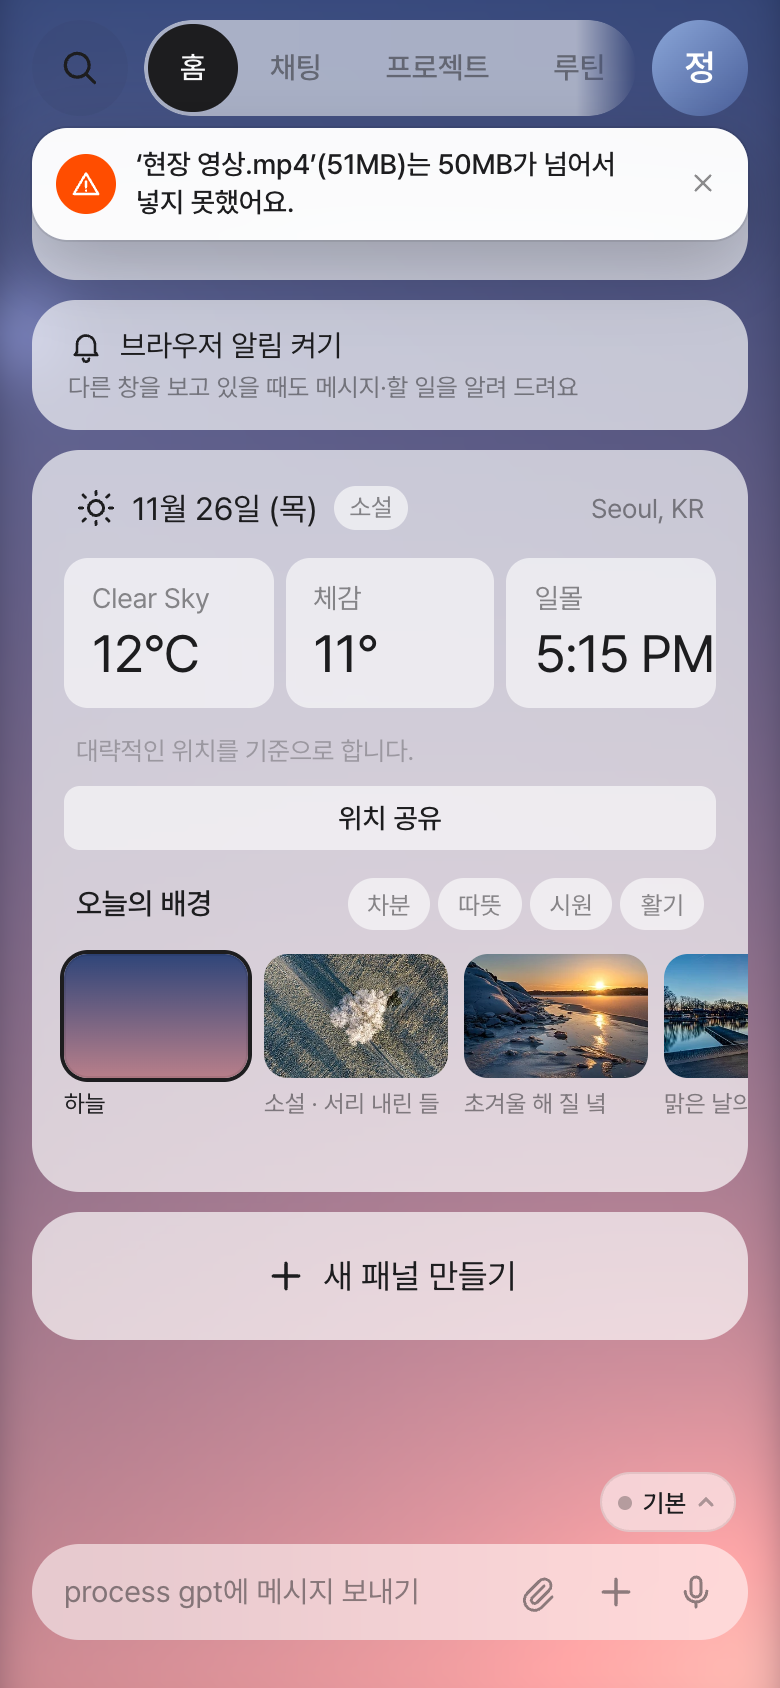 홈 채팅 프로젝트 루틴 정
‘현장 영상.mp4’(51MB)는 50MB가 넘어서
넣지 못했어요.
브라우저 알림 켜기
다른 창을 보고 있을 때도 메시지·할 일을 알려 드려요
11월 26일 (목) 소설 Seoul, KR
Clear Sky 체감 일몰
12°C 11° 5:15 PM
대략적인 위치를 기준으로 합니다.
위치 공유
오늘의 배경 차분 따뜻 시원 활기
하늘 소설 · 서리 내린 들 초겨울 해 질 녘 맑은 날의
process gpt에 메시지 보내기
기본
새 패널 만들기